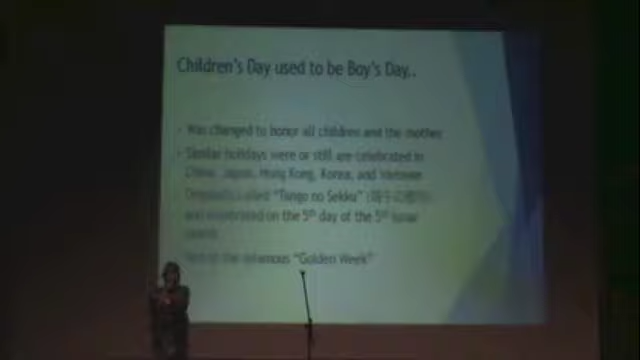 Children's Day used to be Boy's Day..
- Was changed to honor all children and the mother
- Similar holidays were or still are celebrated in
China, Japan, Hong Kong, Korea, and Vietnam
- Originally called "Tango no Sekku"
and celebrated on the 5th day of the 5th lunar
month
- Part of the infamous "Golden Week"